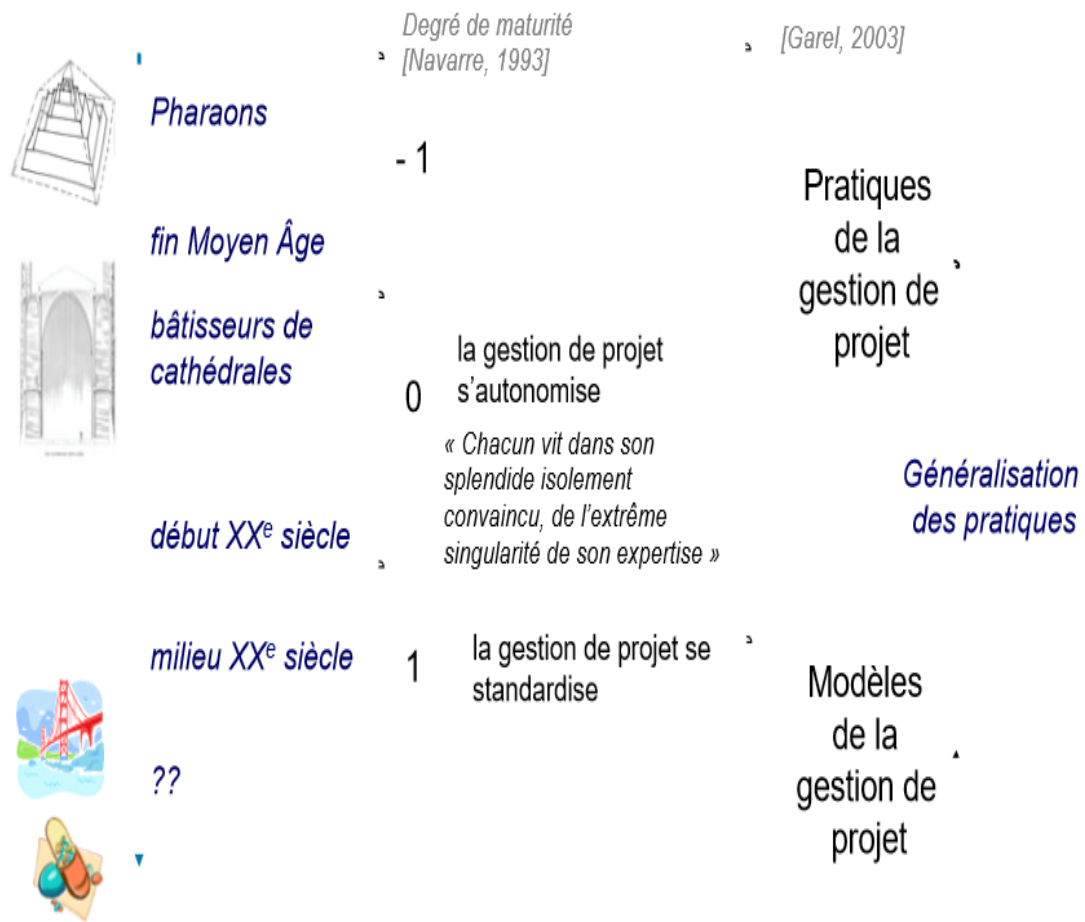 Degré de maturité
[Navarre, 1993]
[Garel, 2003]
Pharaons
- 1
Pratiques
de la
gestion de
projet
fin Moyen Âge
bâtisseurs de
cathédrales
la gestion de projet
s'autonomise
0
« Chacun vit dans son
splendide isolement
convaincu, de l'extrême
singularité de son expertise »
Généralisation
des pratiques
début XXe siècle
milieu XXe siècle
1
la gestion de projet se
standardise
Modèles
de la
gestion de
projet
??